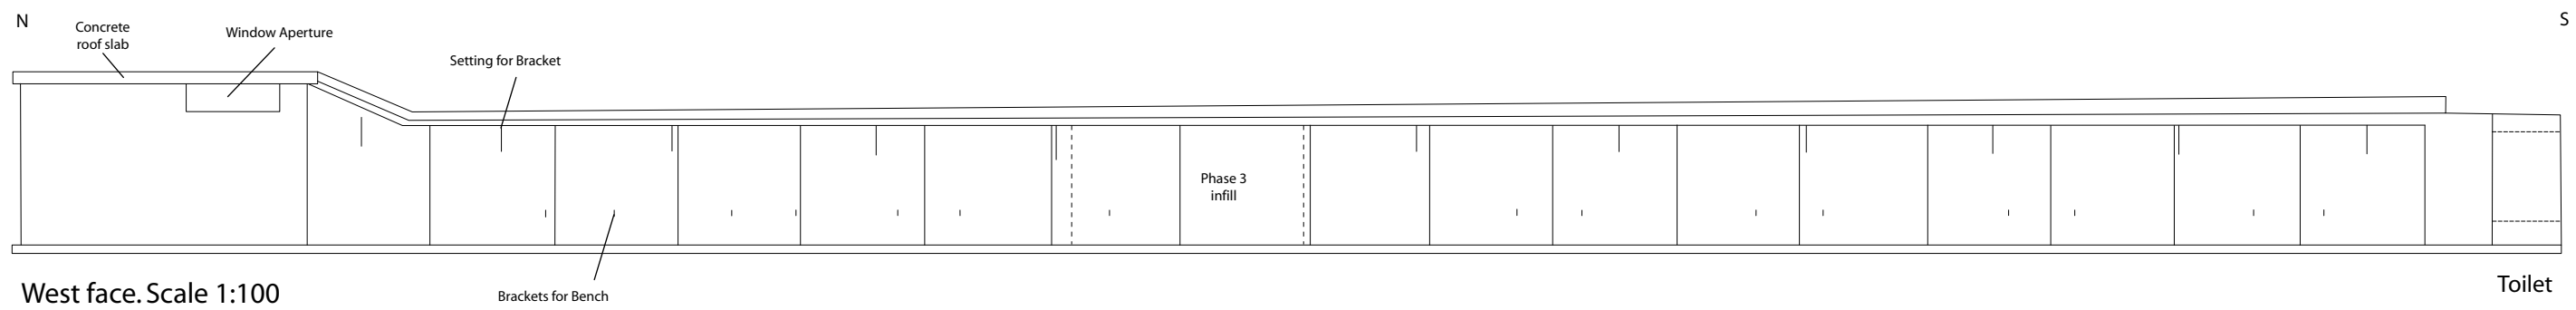 N
S
Concrete
roof slab
Window Aperture
Setting for Bracket
Phase 3
infill
Brackets for Bench
West face. Scale 1:100
Toilet